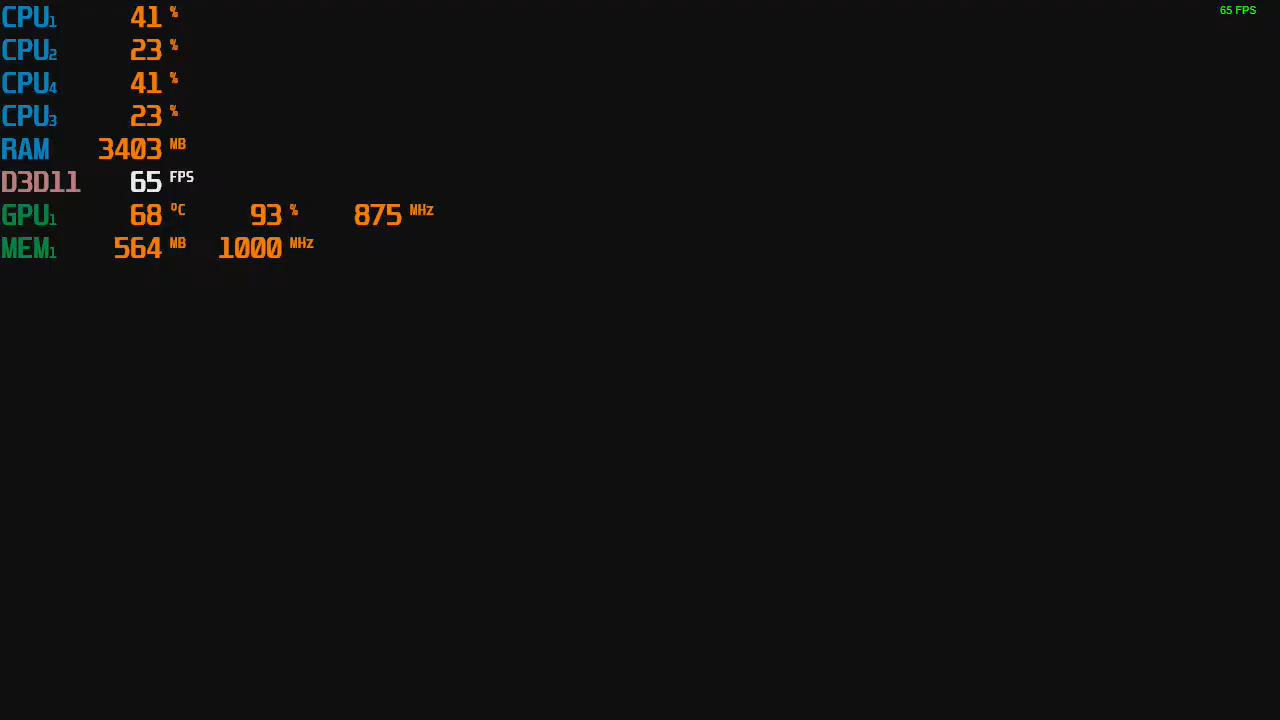 CPU1 41 %
65 FPS
CPU2 23 %
CPU4 41 %
CPU3 23 %
RAM 3403 MB
D3D11 65 FPS
GPU1 68 °C 93 % 875 MHz
MEM1 564 MB 1000 MHz